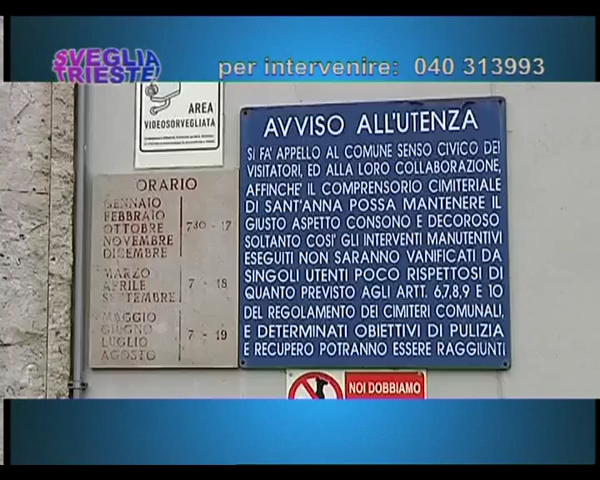 SVEGLIA
TRIESTE!
per intervenire: 040 313993
AREA
VIDEOSORVEGLIATA
ORARIO
GENNAIO
FEBBRAIO
OTTOBRE
NOVEMBRE
DICEMBRE
7³⁰ - 17
MARZO
APRILE
SETTEMBRE
7 - 18
MAGGIO
GIUGNO
LUGLIO
AGOSTO
7 - 19
AVVISO ALL'UTENZA
SI FA' APPELLO AL COMUNE SENSO CIVICO DEI
VISITATORI, ED ALLA LORO COLLABORAZIONE,
AFFINCHE' IL COMPRENSORIO CIMITERIALE
DI SANT'ANNA POSSA MANTENERE IL
GIUSTO ASPETTO CONSONO E DECOROSO
SOLTANTO COSI' GLI INTERVENTI MANUTENTIVI
ESEGUITI NON SARANNO VANIFICATI DA
SINGOLI UTENTI POCO RISPETTOSI DI
QUANTO PREVISTO AGLI ARTT. 6,7,8,9 E 10
DEL REGOLAMENTO DEI CIMITERI COMUNALI,
E DETERMINATI OBIETTIVI DI PULIZIA
E RECUPERO POTRANNO ESSERE RAGGIUNTI
NOI DOBBIAMO